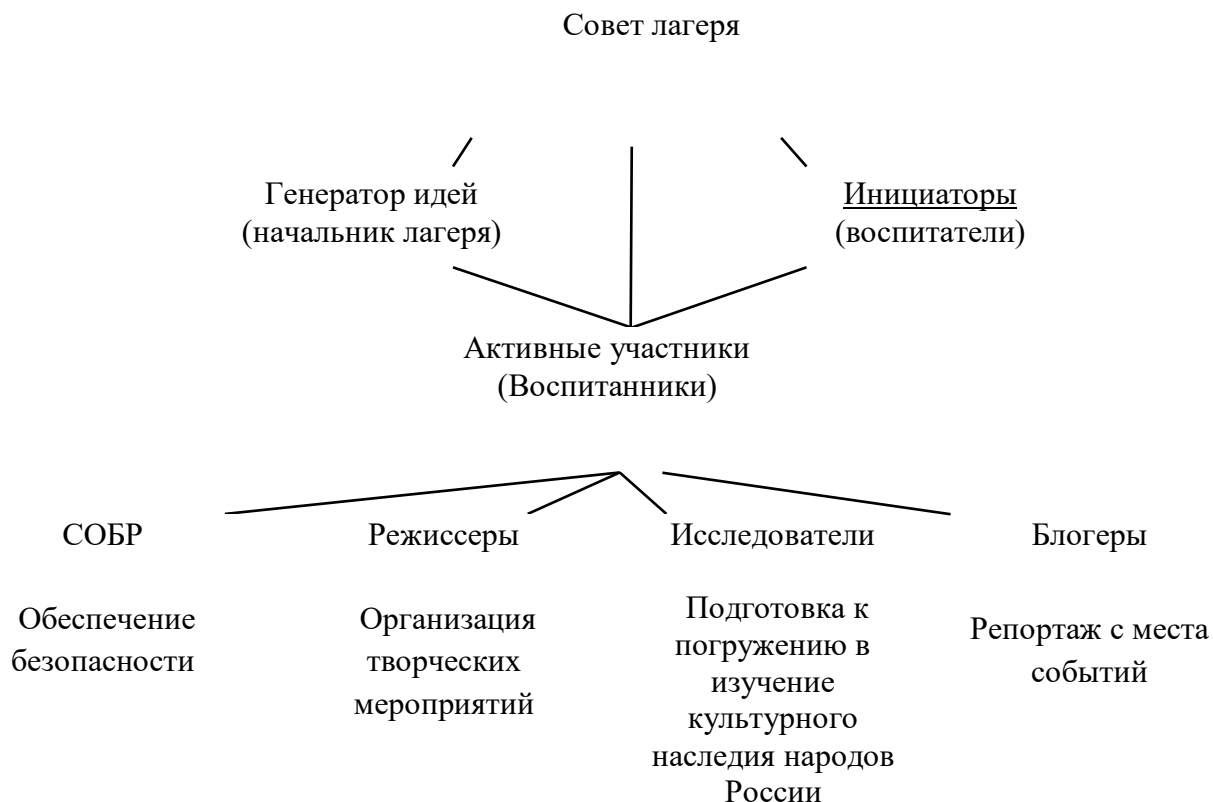 Совет лагеря
Генератор идей
(начальник лагеря)
Инициаторы
(воспитатели)
Активные участники
(Воспитанники)
СОБР
Режиссеры
Исследователи
Блогеры
Обеспечение
безопасности
Организация
творческих
мероприятий
Подготовка к
погружению в
изучение
культурного
наследия народов
России
Репортаж с места
событий